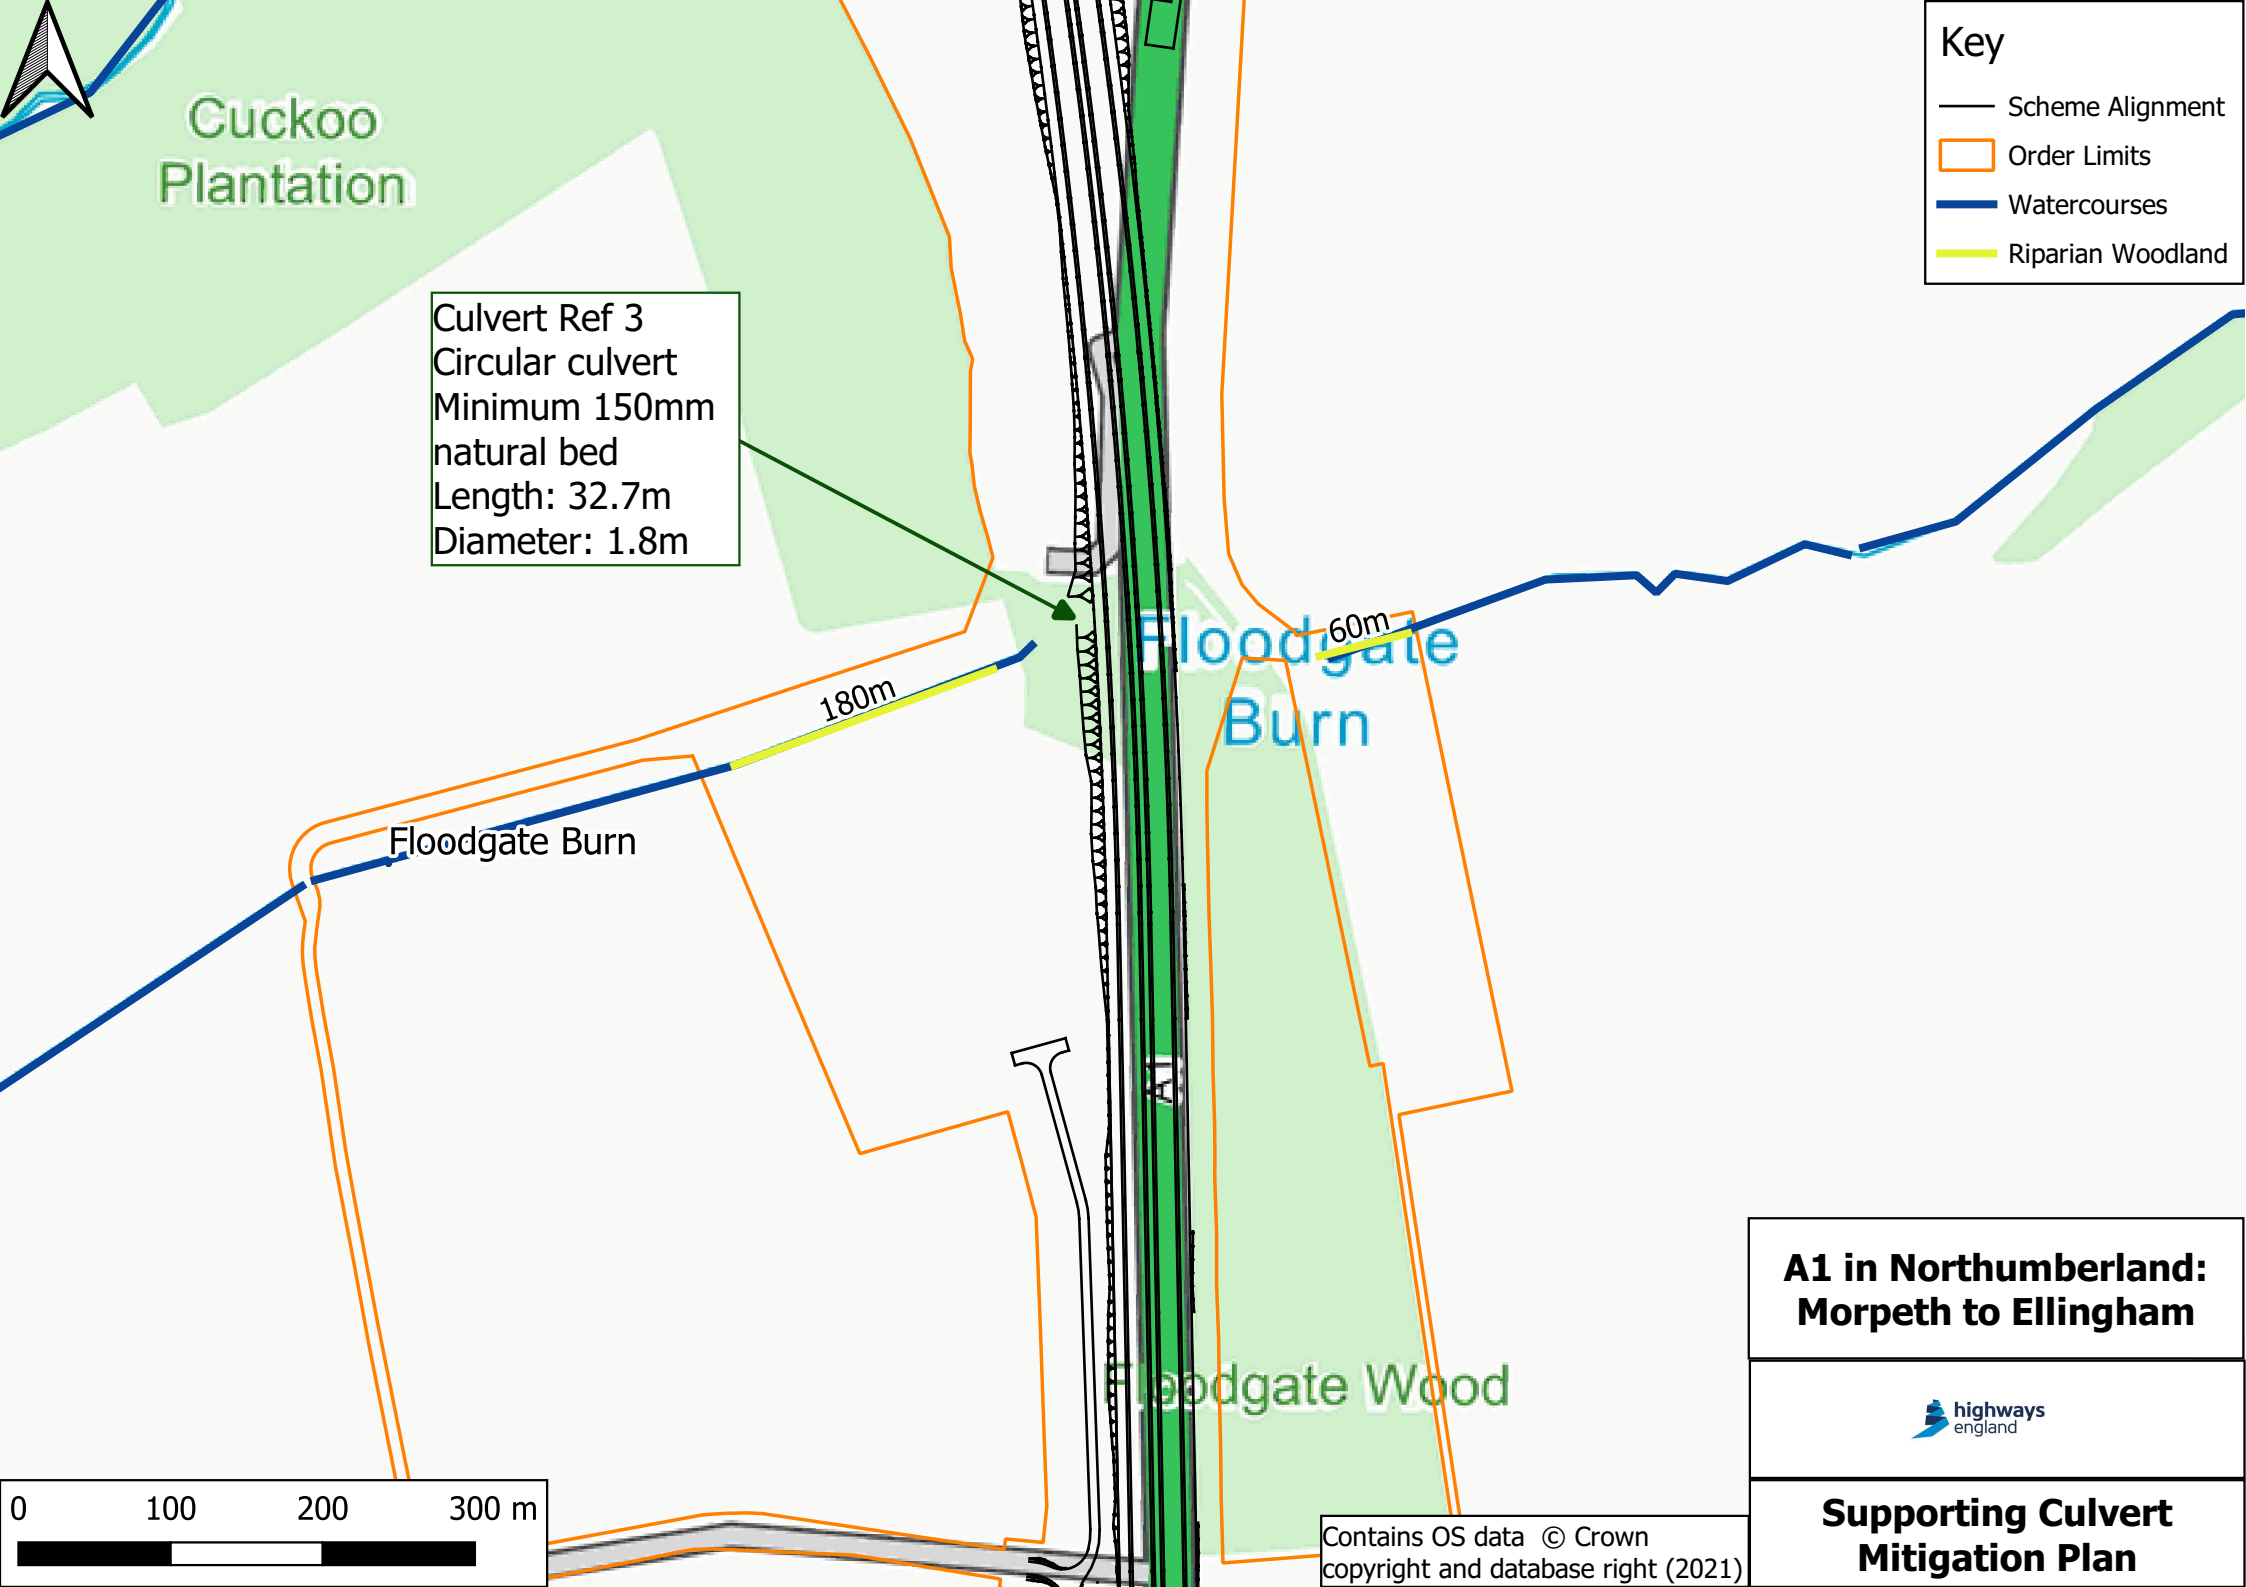 Cuckoo
Plantation
Key
Scheme Alignment
Order Limits
Watercourses
Riparian Woodland
Culvert Ref 3
Circular culvert
Minimum 150mm
natural bed
Length: 32.7m
Diameter: 1.8m
60m
Floodgate
Burn
180m
Floodgate Burn
A1
Floodgate Wood
A1 in Northumberland:
Morpeth to Ellingham
highways
england
Supporting Culvert
Mitigation Plan
0 100 200 300 m
Contains OS data © Crown
copyright and database right (2021)